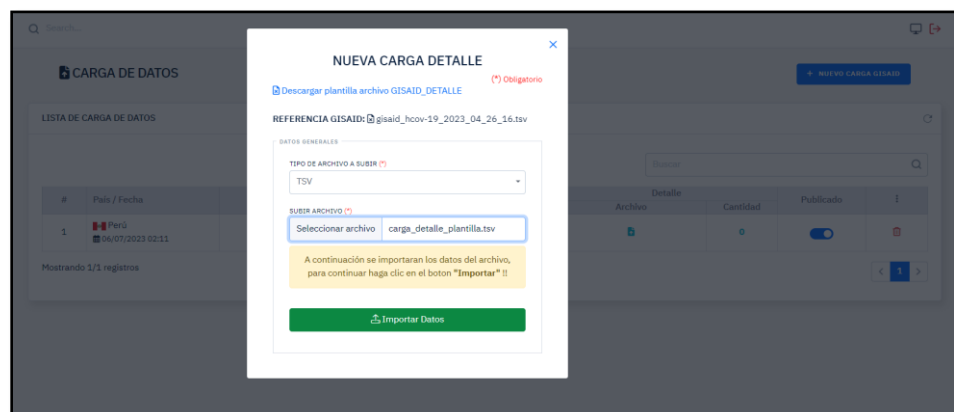 Search...
CARGA DE DATOS
+ NUEVO CARGA GISAID
LISTA DE CARGA DE DATOS
Buscar
# País / Fecha Detalle Publicado
Archivo Cantidad
1 Perú 0
06/07/2023 02:11
Mostrando 1/1 registros
< 1 >
×
NUEVA CARGA DETALLE
(*) Obligatorio
Descargar plantilla archivo GISAID_DETALLE
REFERENCIA GISAID: gisaid_hcov-19_2023_04_26_16.tsv
DATOS GENERALES
TIPO DE ARCHIVO A SUBIR (*)
TSV
SUBIR ARCHIVO (*)
Seleccionar archivo carga_detalle_plantilla.tsv
A continuación se importaran los datos del archivo,
para continuar haga clic en el boton "Importar" !!
Importar Datos